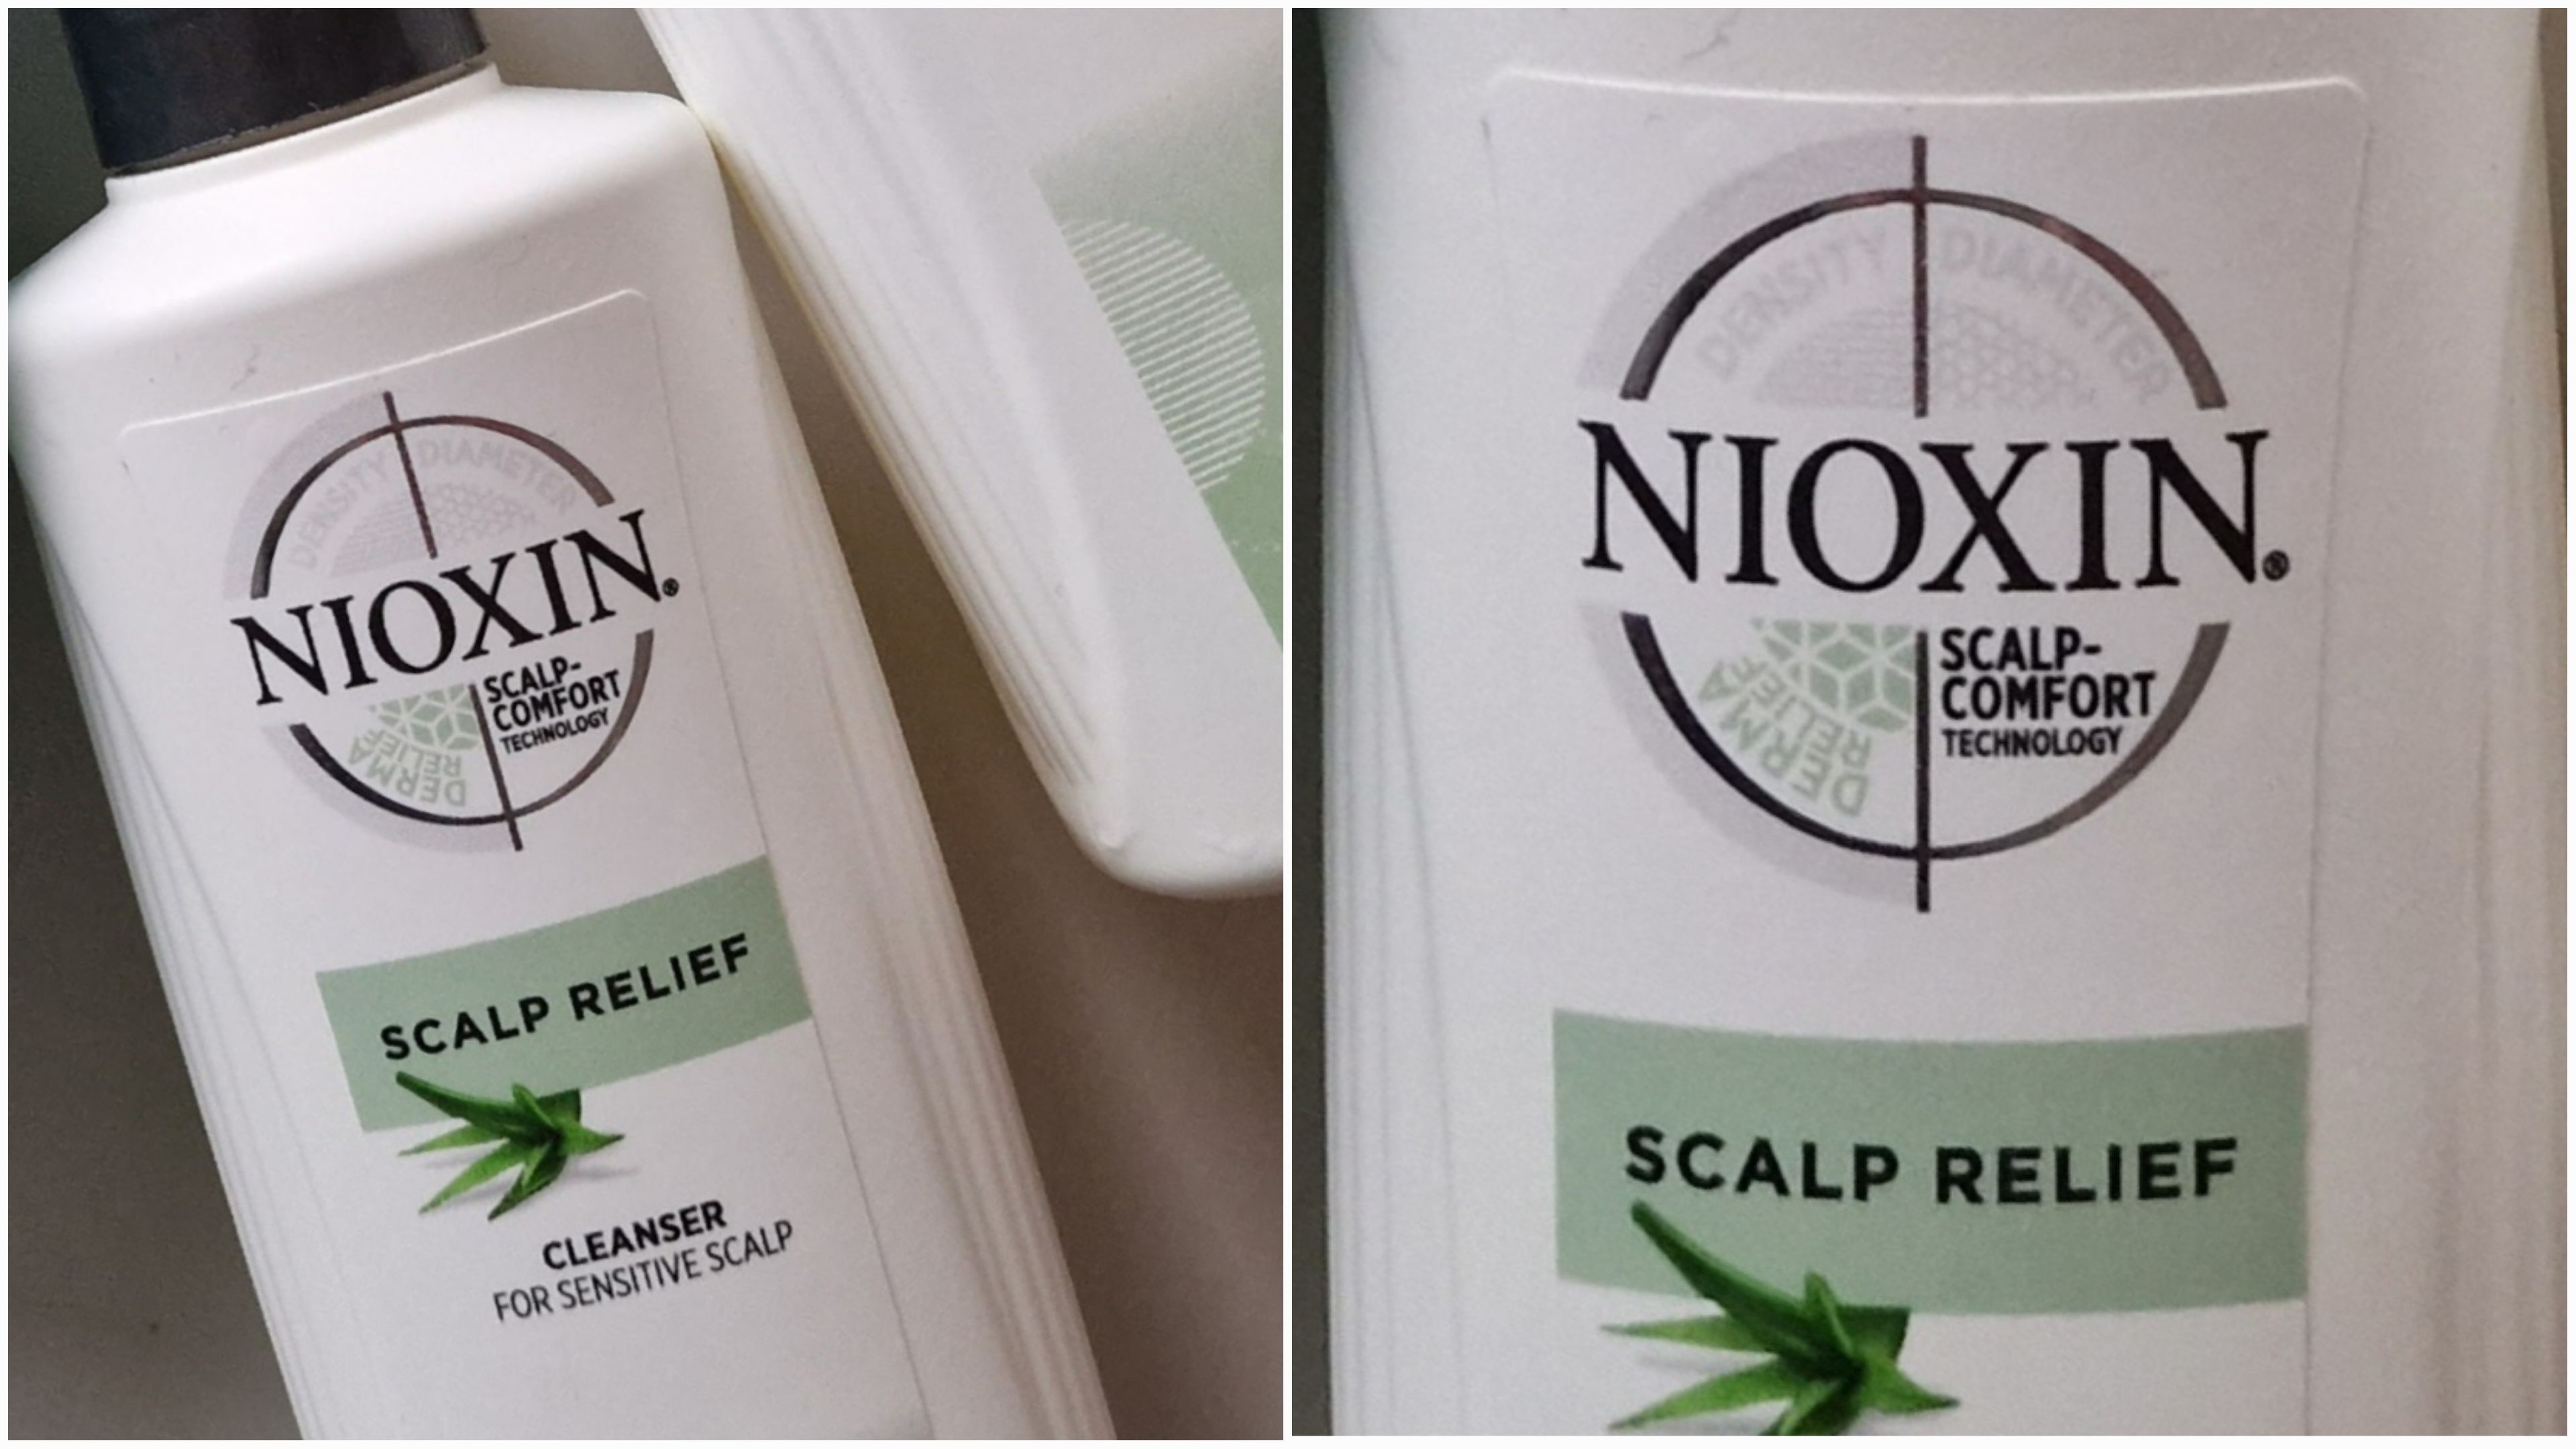 DENSITY DIAMETER
NIOXIN®
SCALP-
COMFORT
TECHNOLOGY
DERMA
RELIEF
SCALP RELIEF
CLEANSER
FOR SENSITIVE SCALP
DENSITY DIAMETER
NIOXIN®
SCALP-
COMFORT
TECHNOLOGY
DERMA
RELIEF
SCALP RELIEF